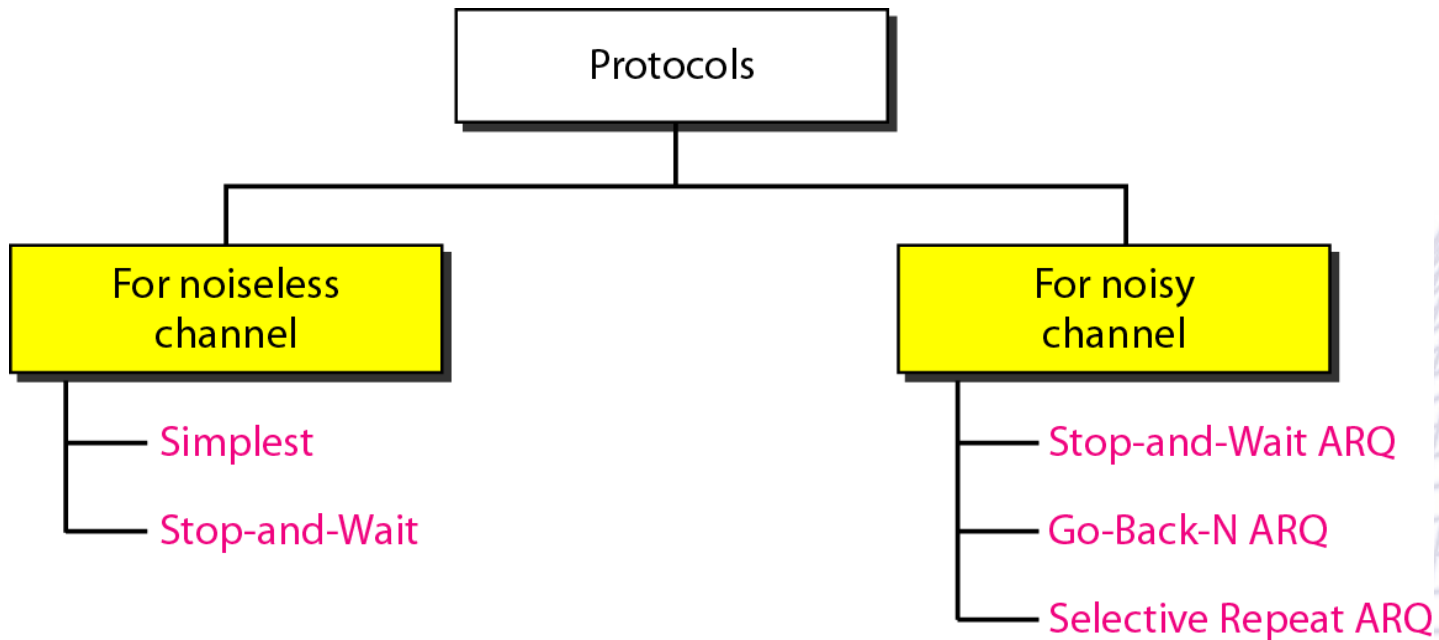 Protocols
For noiseless
channel
Simplest
Stop-and-Wait
For noisy
channel
Stop-and-Wait ARQ
Go-Back-N ARQ
Selective Repeat ARQ